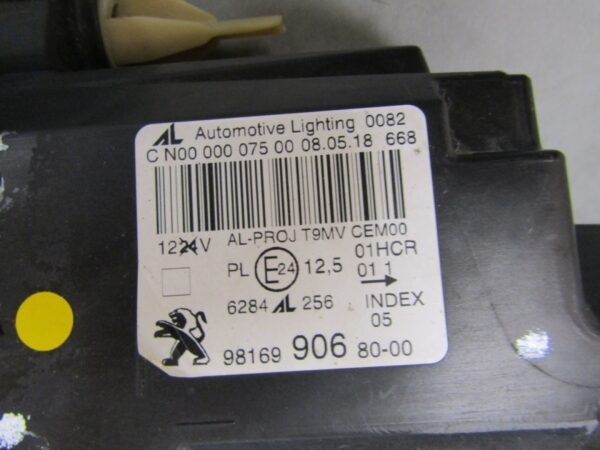 AL Automotive Lighting 0082
C N00 000 075 00 08.05.18 668
1224V AL-PROJ T9MV CEM00
PL E24 12,5 01HCR
01 1
6284 AL 256 INDEX
05
98169 906 80-00